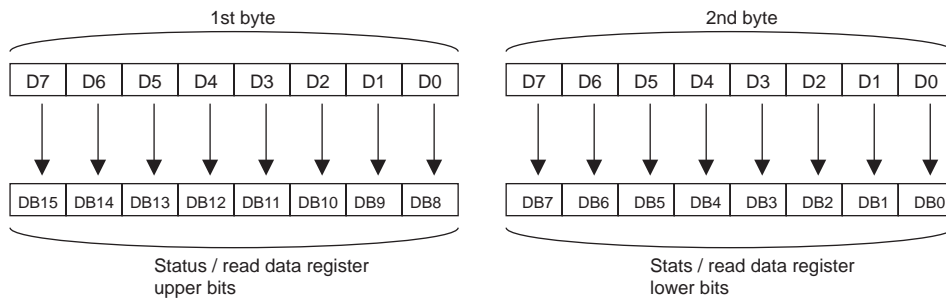 1st byte
2nd byte
D7 D6 D5 D4 D3 D2 D1 D0
D7 D6 D5 D4 D3 D2 D1 D0
DB15 DB14 DB13 DB12 DB11 DB10 DB9 DB8
DB7 DB6 DB5 DB4 DB3 DB2 DB1 DB0
Status / read data register
upper bits
Stats / read data register
lower bits